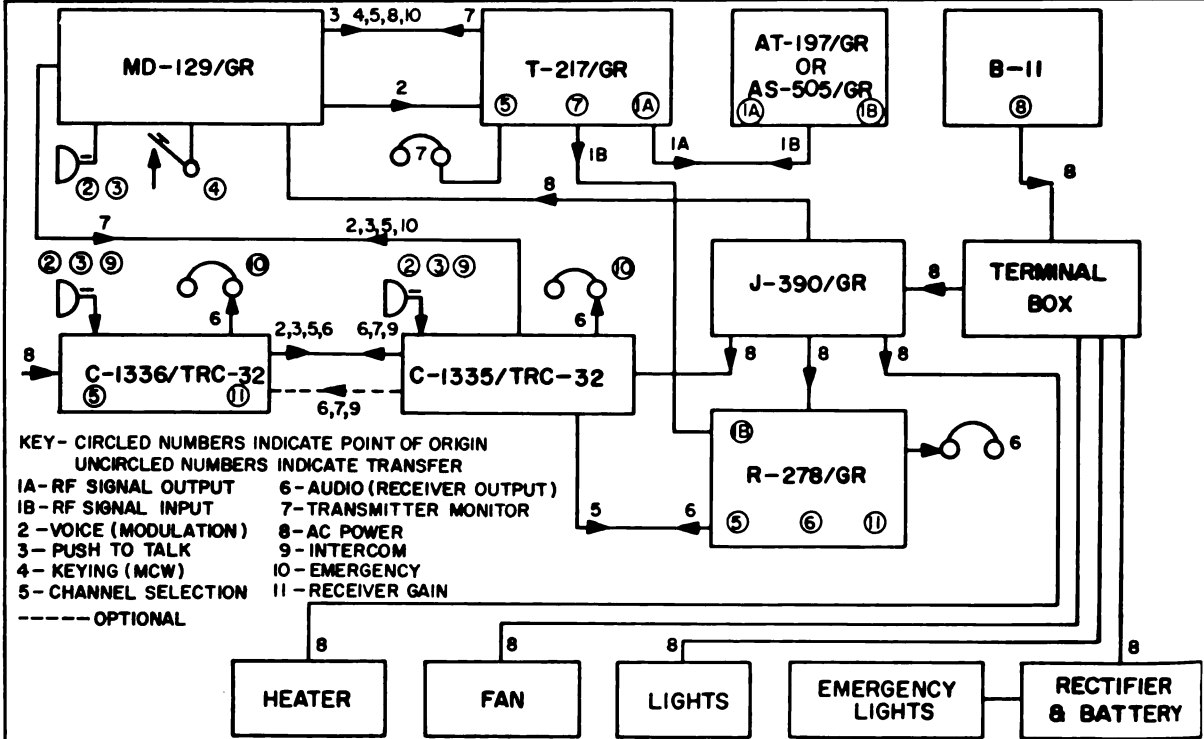 3 4,5,8,10 7
MD-129/GR
2
T-217/GR
5 7 1A
AT-197/GR
OR
AS-505/GR
1A 1B
B-11
8
2 3
4
7
1B
1A 1B
8
8
7
2,3,5,10
2 3 9
10
6
2 3 9
10
6
J-390/GR
8
TERMINAL
BOX
8
C-1336/TRC-32
5 11
2,3,5,6 6,7,9
6,7,9
C-1335/TRC-32
8 8 8
1B
R-278/GR
5 6 11
6
5 6
KEY- CIRCLED NUMBERS INDICATE POINT OF ORIGIN
UNCIRCLED NUMBERS INDICATE TRANSFER
1A-RF SIGNAL OUTPUT
1B-RF SIGNAL INPUT
2-VOICE (MODULATION)
3-PUSH TO TALK
4-KEYING (MCW)
5-CHANNEL SELECTION
-----OPTIONAL
6-AUDIO (RECEIVER OUTPUT)
7-TRANSMITTER MONITOR
8-AC POWER
9-INTERCOM
10-EMERGENCY
11-RECEIVER GAIN
8
HEATER
8
FAN
8
LIGHTS
EMERGENCY
LIGHTS
8
RECTIFIER
& BATTERY